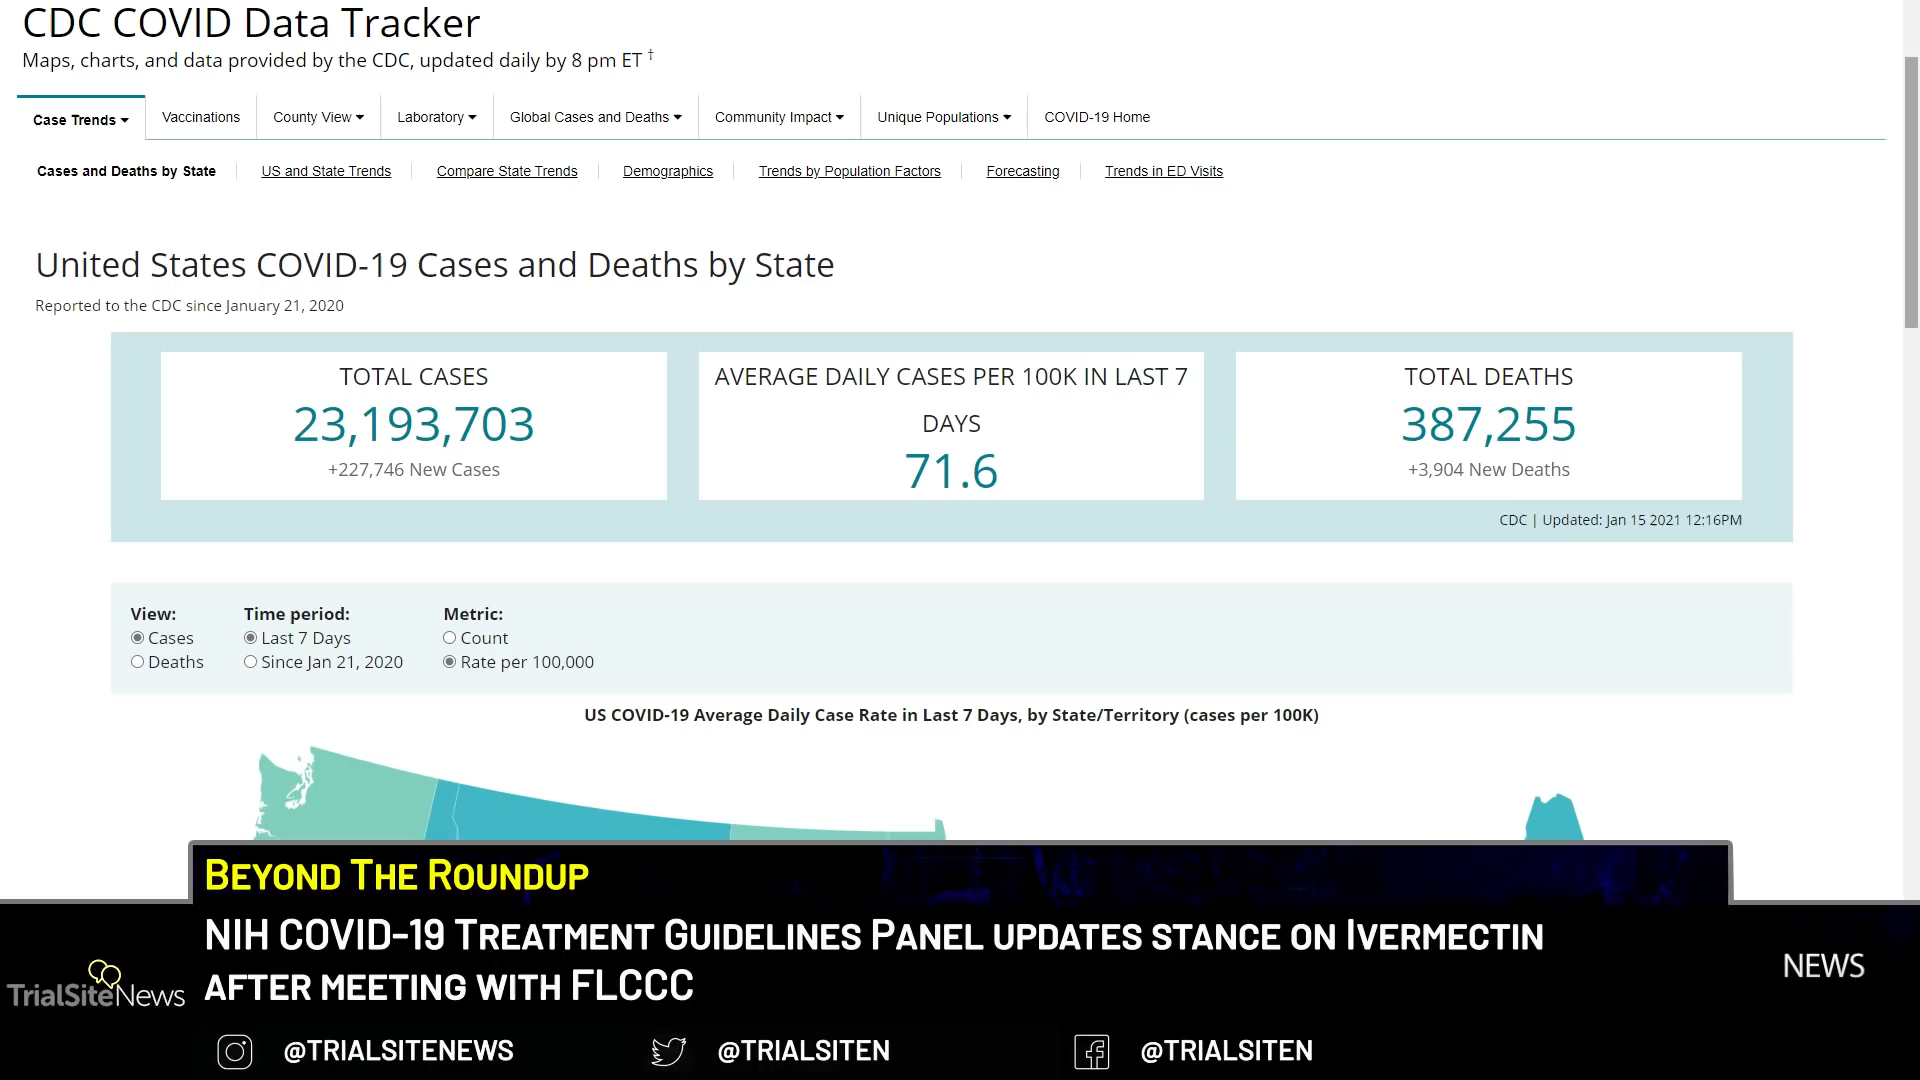 CDC COVID Data Tracker
Maps, charts, and data provided by the CDC, updated daily by 8 pm ET †
Case Trends Vaccinations County View Laboratory Global Cases and Deaths Community Impact Unique Populations COVID-19 Home
Cases and Deaths by State US and State Trends Compare State Trends Demographics Trends by Population Factors Forecasting Trends in ED Visits
United States COVID-19 Cases and Deaths by State
Reported to the CDC since January 21, 2020
TOTAL CASES
23,193,703
+227,746 New Cases
AVERAGE DAILY CASES PER 100K IN LAST 7
DAYS
71.6
TOTAL DEATHS
387,255
+3,904 New Deaths
CDC | Updated: Jan 15 2021 12:16PM
View: Time period: Metric:
Cases Last 7 Days Count
Deaths Since Jan 21, 2020 Rate per 100,000
US COVID-19 Average Daily Case Rate in Last 7 Days, by State/Territory (cases per 100K)
BEYOND THE ROUNDUP
NIH COVID-19 TREATMENT GUIDELINES PANEL UPDATES STANCE ON IVERMECTIN
AFTER MEETING WITH FLCCC
TrialSiteNews
NEWS
@TRIALSITENEWS @TRIALSITEN @TRIALSITEN